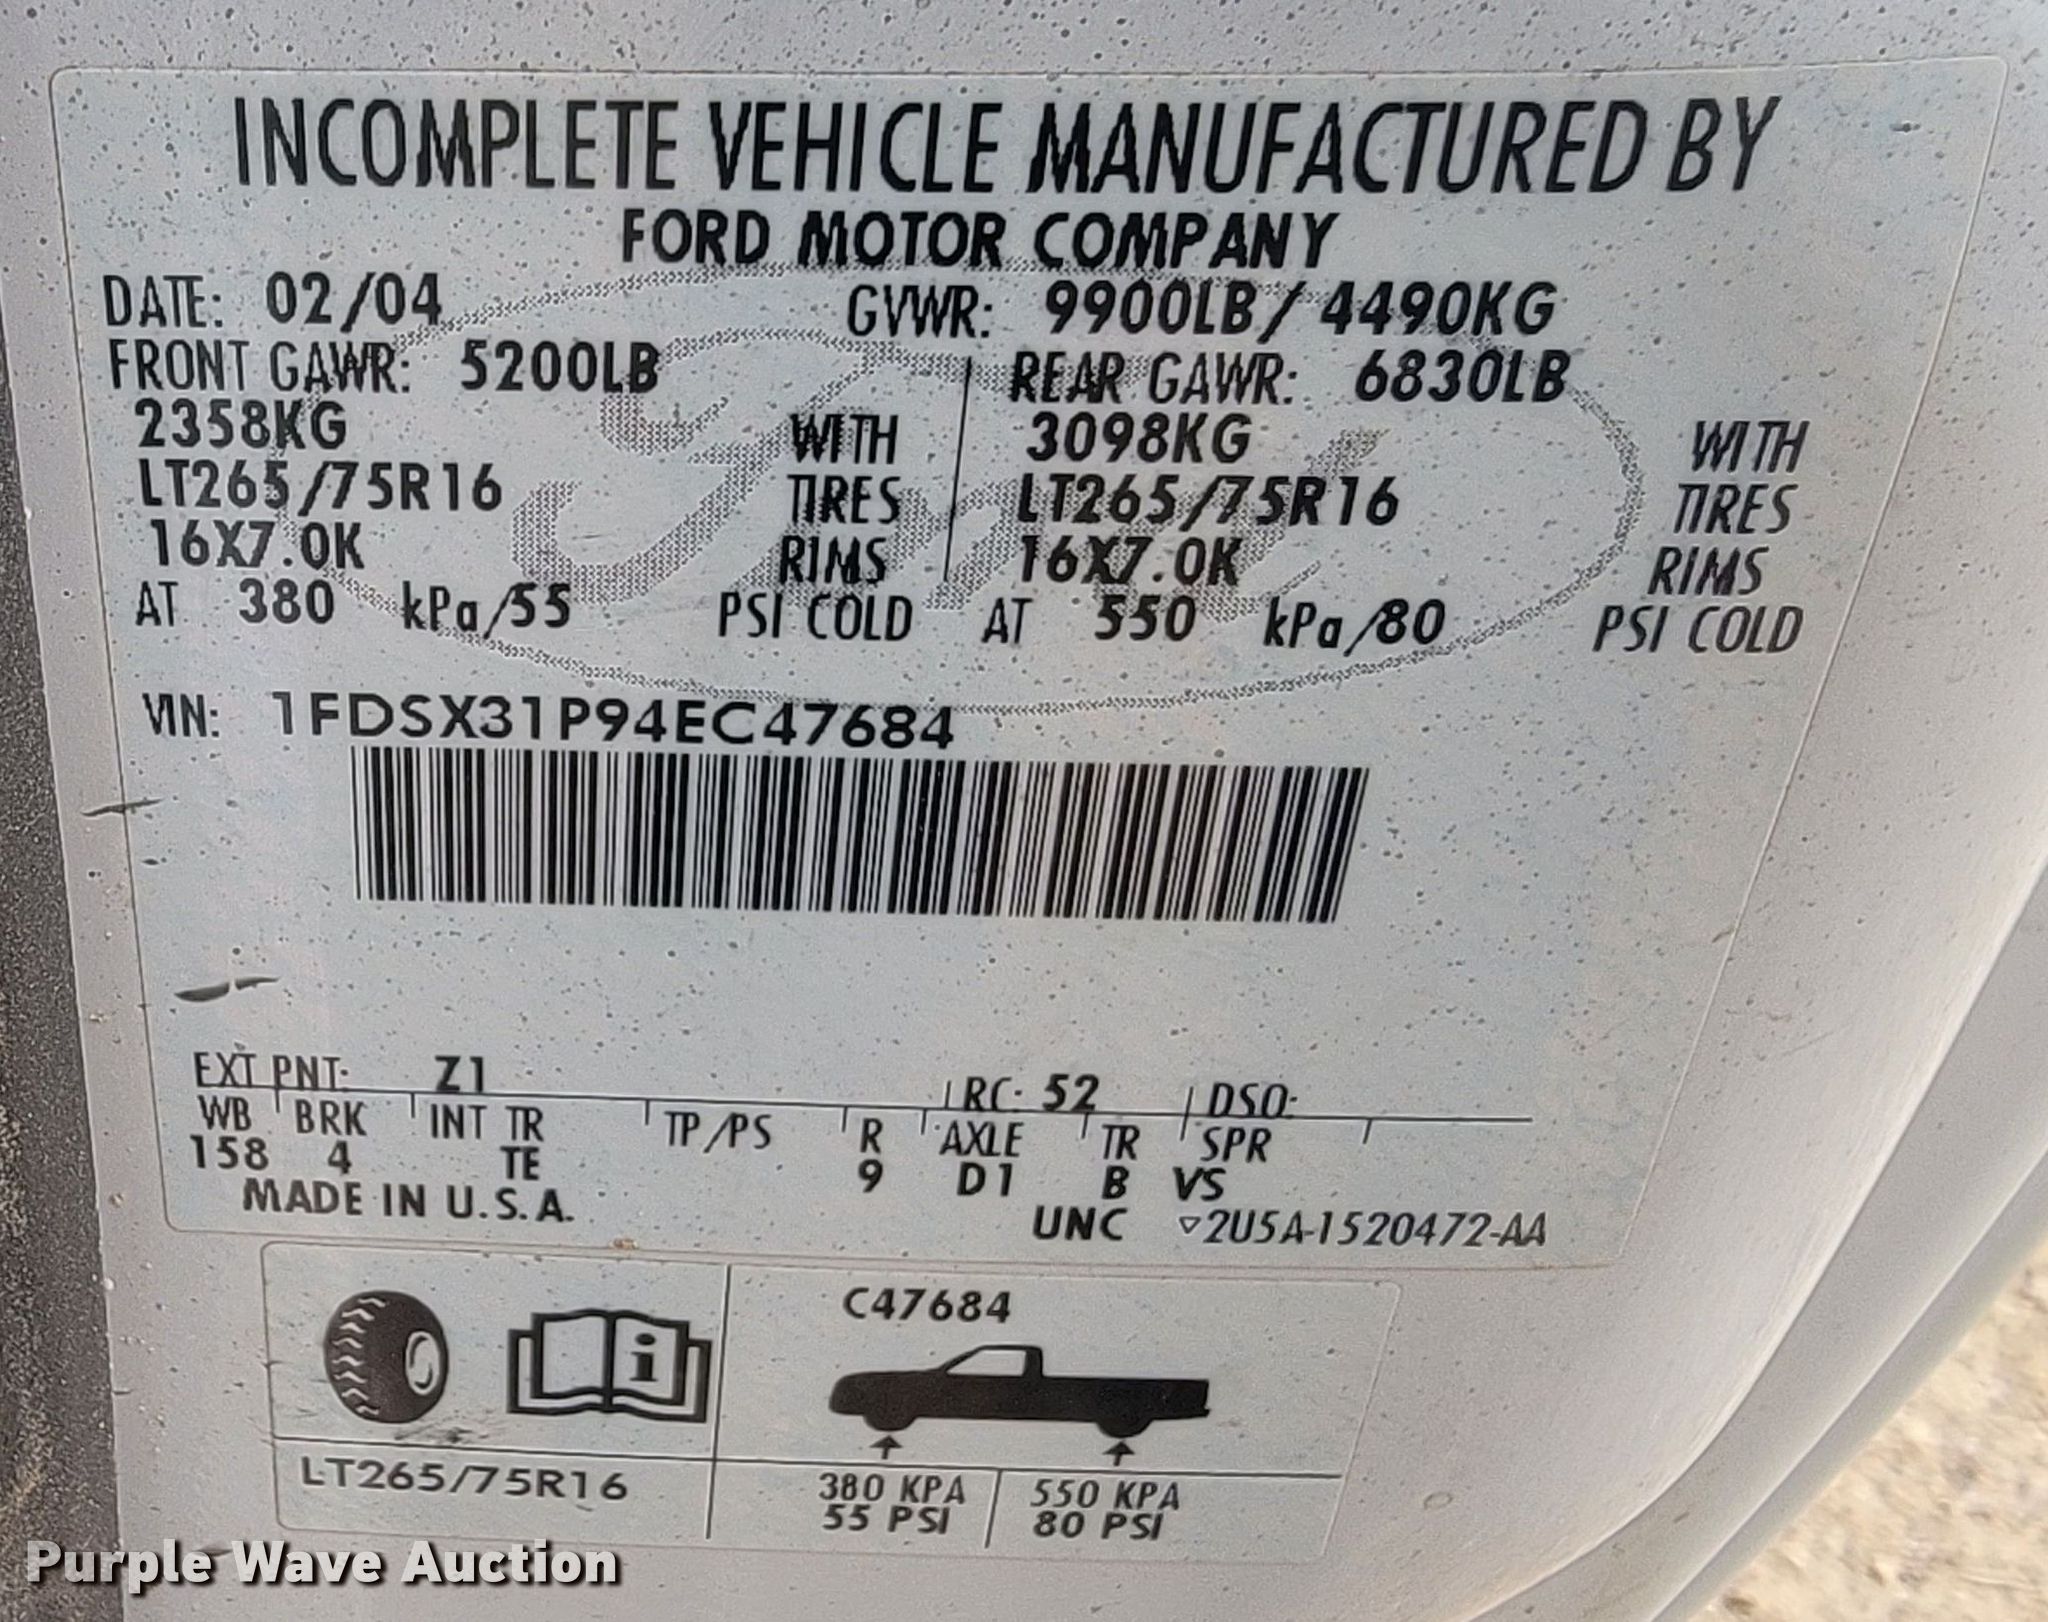 INCOMPLETE VEHICLE MANUFACTURED BY
FORD MOTOR COMPANY
DATE: 02/04 GVWR: 9900LB/ 4490KG
FRONT GAWR: 5200LB REAR GAWR: 6830LB
2358KG WITH 3098KG WITH
LT265/75R16 TIRES LT265/75R16 TIRES
16X7.0K RIMS 16X7.0K RIMS
AT 380 kPa/55 PSI COLD AT 550 kPa/80 PSI COLD
VIN: 1FDSX31P94EC47684
EXT PNT: Z1 RC: 52 DSO:
WB BRK INT TR TP/PS R AXLE TR SPR
158 4 TE 9 D1 B VS
MADE IN U.S.A.
UNC ▿2U5A-1520472-AA
Ford
C47684
i
LT265/75R16
380 KPA 550 KPA
55 PSI 80 PSI
Purple Wave Auction